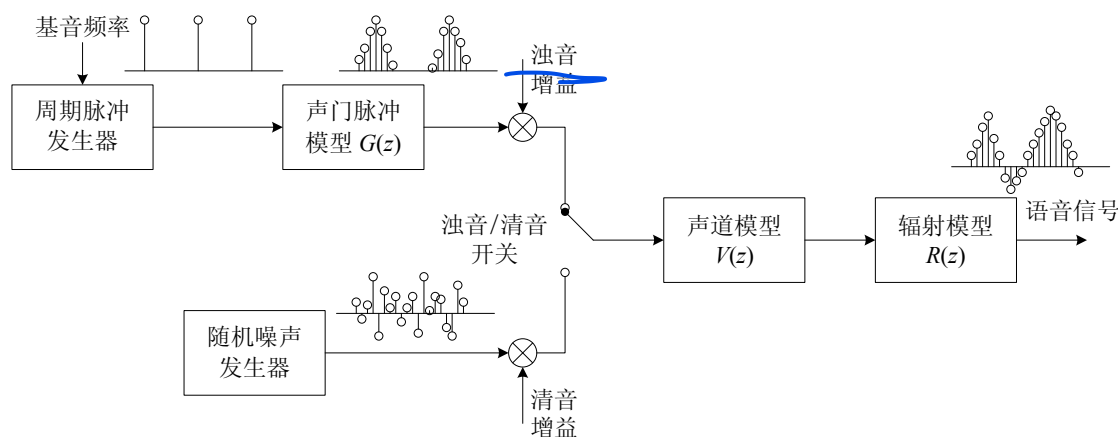 基音频率
周期脉冲
发生器
声门脉冲
模型 G(z)
浊音
增益
浊音/清音
开关
声道模型
V(z)
辐射模型
R(z)
语音信号
随机噪声
发生器
清音
增益